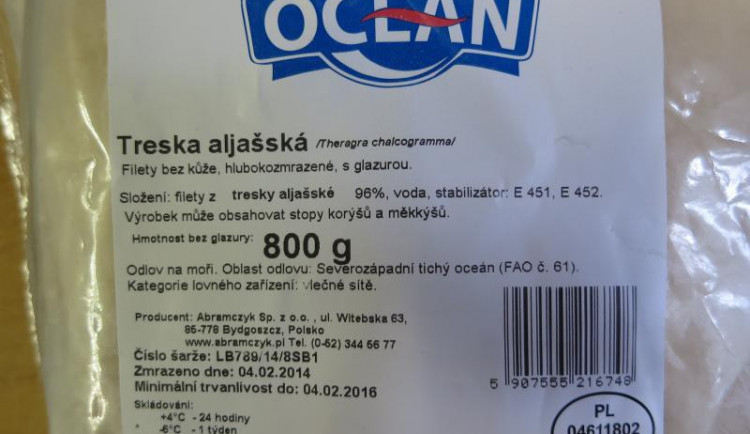 OCEAN
Treska aljašská /Theragra chalcogramma/
Filety bez kůže, hlubokozmrazené, s glazurou.
Složení: filety z tresky aljašské 96%, voda, stabilizátor: E 451, E 452.
Výrobek může obsahovat stopy korýšů a měkkýšů.
Hmotnost bez glazury: 800 g
Odlov na moři. Oblast odlovu: Severozápadní tichý oceán (FAO č. 61).
Kategorie lovného zařízení: vlečné sítě.
Producent: Abramczyk Sp. z o.o. , ul. Witebska 63,
85-778 Bydgoszcz, Polsko
www.abramczyk.pl Tel. (0-52) 344 56 77
Číslo šarže: LB789/14/8SB1
Zmrazeno dne: 04.02.2014
Minimální trvanlivost do: 04.02.2016
Skladování:
+4°C - 24 hodiny
* -6°C - 1 týden
5 907555 216748
PL
04611802